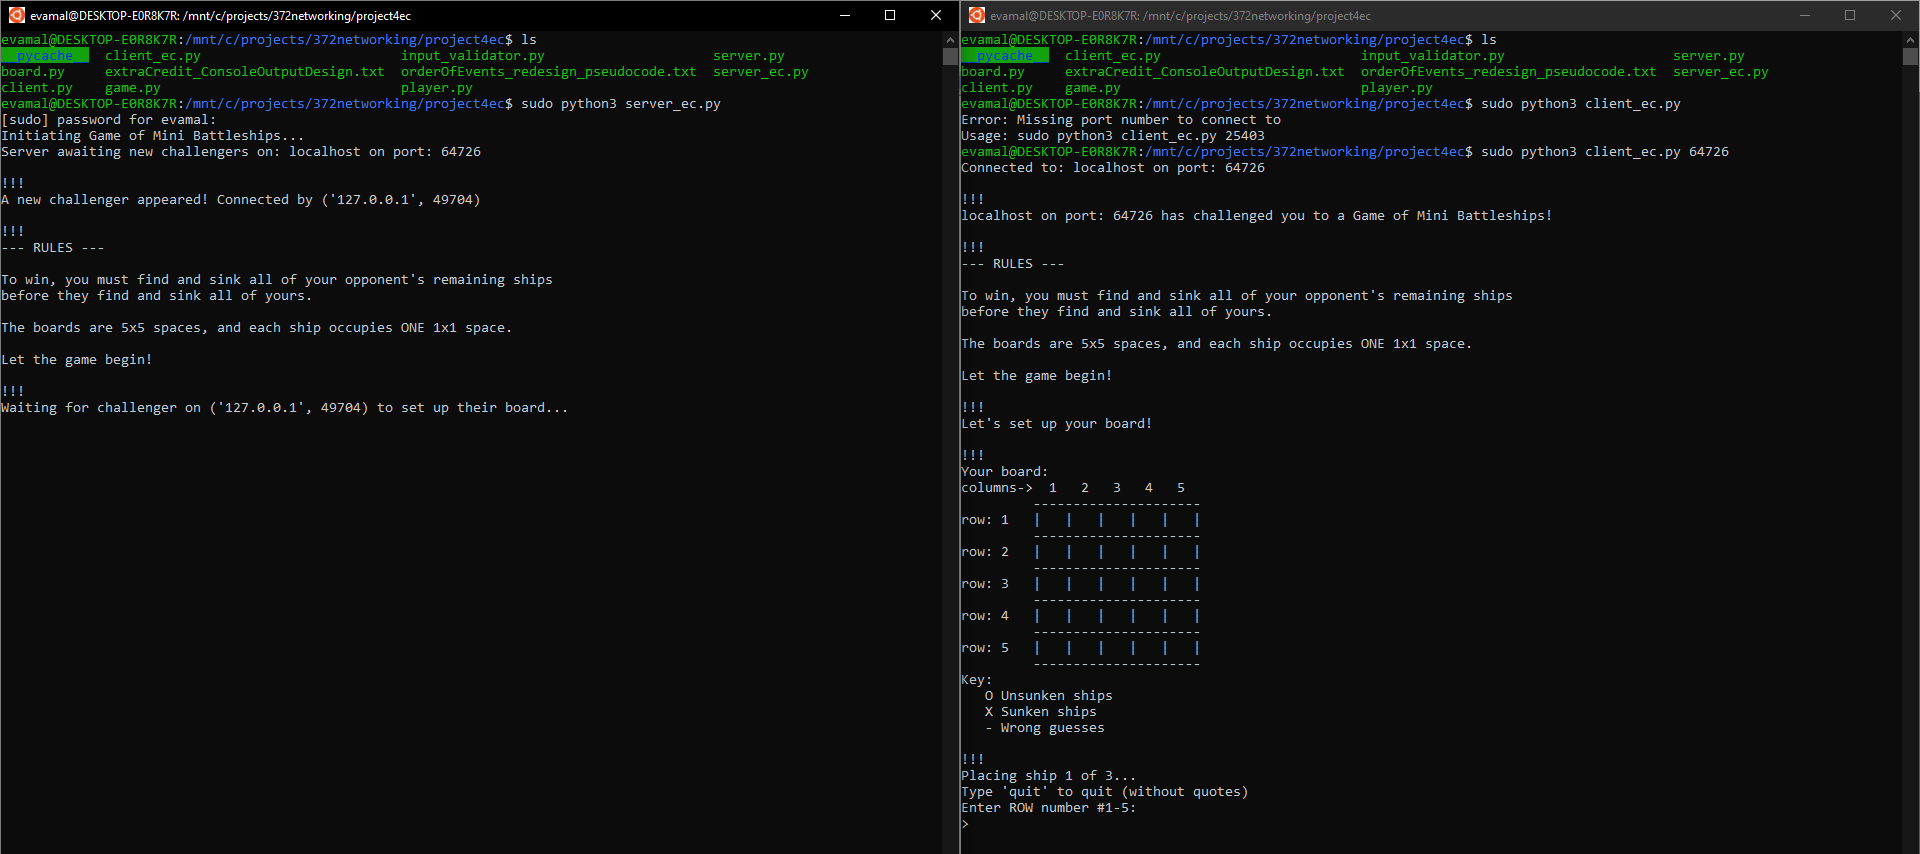 evamal@DESKTOP-E0R8K7R: /mnt/c/projects/372networking/project4ec
evamal@DESKTOP-E0R8K7R:/mnt/c/projects/372networking/project4ec$ ls
__pycache__  client_ec.py                       input_validator.py                     server.py
board.py     extraCredit_ConsoleOutputDesign.txt  orderOfEvents_redesign_pseudocode.txt  server_ec.py
client.py    game.py                            player.py
evamal@DESKTOP-E0R8K7R:/mnt/c/projects/372networking/project4ec$ sudo python3 server_ec.py
[sudo] password for evamal:
Initiating Game of Mini Battleships...
Server awaiting new challengers on: localhost on port: 64726
!!!
A new challenger appeared! Connected by ('127.0.0.1', 49704)
!!!
--- RULES ---
To win, you must find and sink all of your opponent's remaining ships
before they find and sink all of yours.
The boards are 5x5 spaces, and each ship occupies ONE 1x1 space.
Let the game begin!
!!!
Waiting for challenger on ('127.0.0.1', 49704) to set up their board...
evamal@DESKTOP-E0R8K7R: /mnt/c/projects/372networking/project4ec
evamal@DESKTOP-E0R8K7R:/mnt/c/projects/372networking/project4ec$ ls
__pycache__  client_ec.py                       input_validator.py                     server.py
board.py     extraCredit_ConsoleOutputDesign.txt  orderOfEvents_redesign_pseudocode.txt  server_ec.py
client.py    game.py                            player.py
evamal@DESKTOP-E0R8K7R:/mnt/c/projects/372networking/project4ec$ sudo python3 client_ec.py
Error: Missing port number to connect to
Usage: sudo python3 client_ec.py 25403
evamal@DESKTOP-E0R8K7R:/mnt/c/projects/372networking/project4ec$ sudo python3 client_ec.py 64726
Connected to: localhost on port: 64726
!!!
localhost on port: 64726 has challenged you to a Game of Mini Battleships!
!!!
--- RULES ---
To win, you must find and sink all of your opponent's remaining ships
before they find and sink all of yours.
The boards are 5x5 spaces, and each ship occupies ONE 1x1 space.
Let the game begin!
!!!
Let's set up your board!
!!!
Your board:
columns->  1   2   3   4   5
         ---------------------
row: 1   |   |   |   |   |   |
         ---------------------
row: 2   |   |   |   |   |   |
         ---------------------
row: 3   |   |   |   |   |   |
         ---------------------
row: 4   |   |   |   |   |   |
         ---------------------
row: 5   |   |   |   |   |   |
         ---------------------
Key:
   O Unsunken ships
   X Sunken ships
   - Wrong guesses
!!!
Placing ship 1 of 3...
Type 'quit' to quit (without quotes)
Enter ROW number #1-5:
>